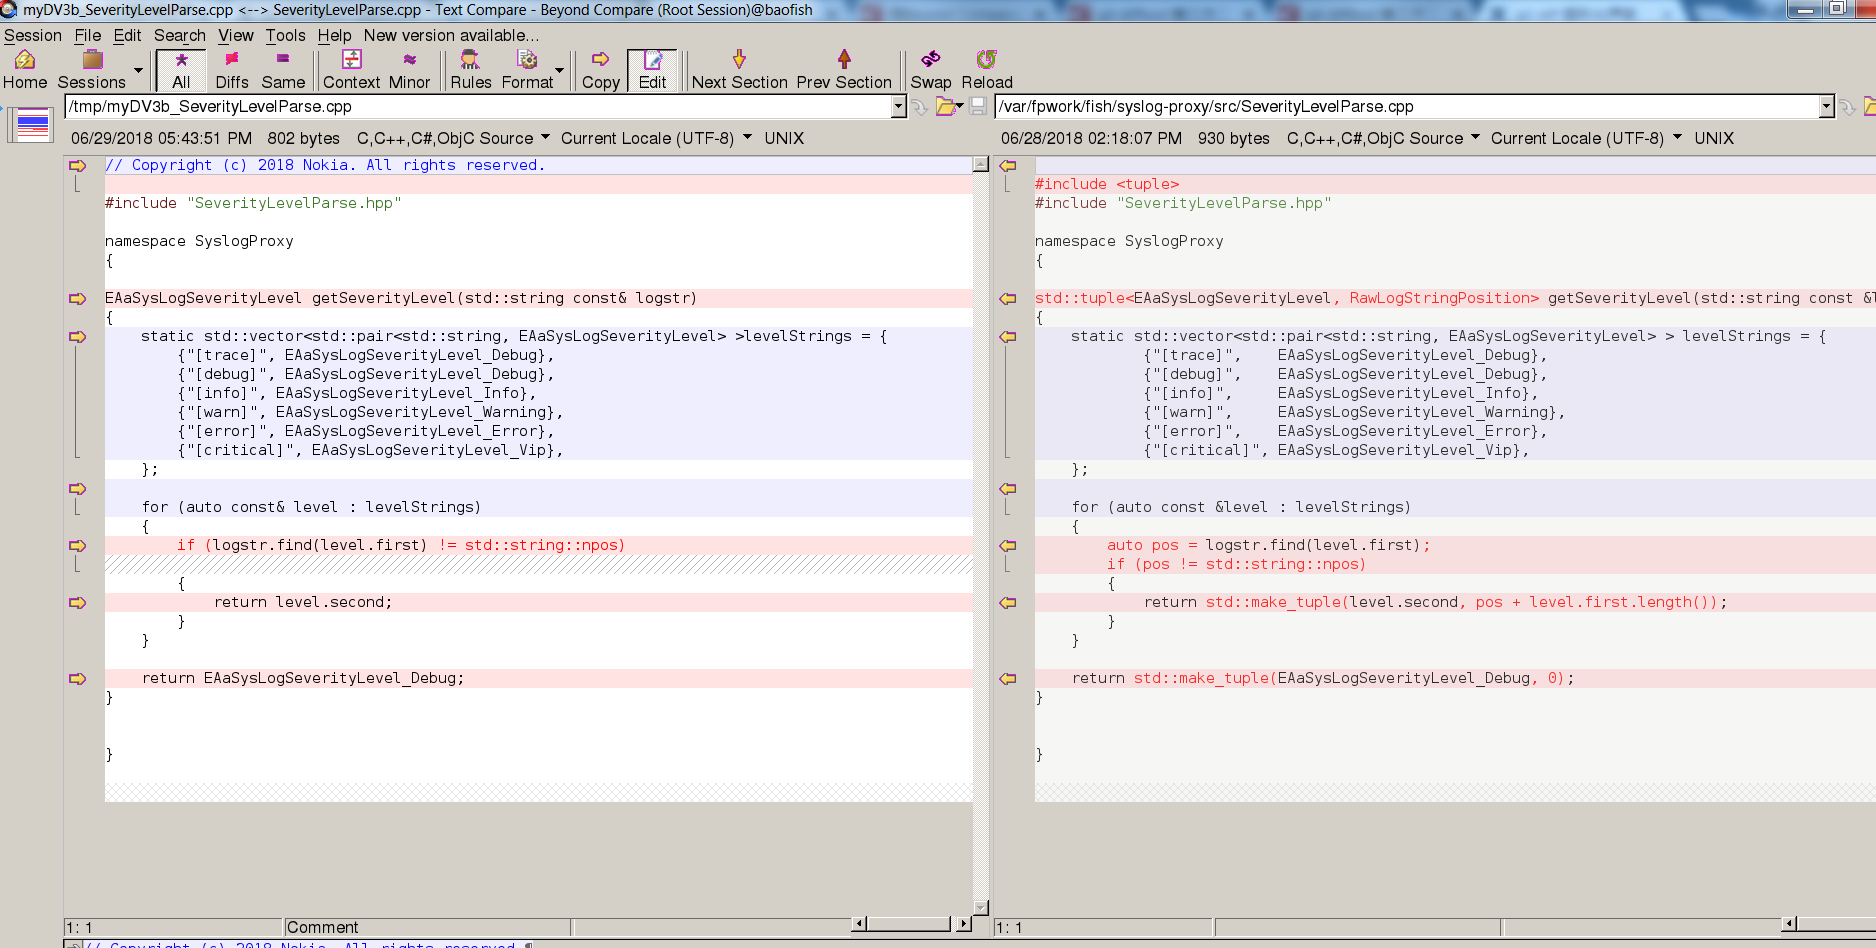 myDV3b_SeverityLevelParse.cpp <--> SeverityLevelParse.cpp - Text Compare - Beyond Compare (Root Session)@baofish
Session File Edit Search View Tools Help New version available...
Home Sessions All Diffs Same Context Minor Rules Format Copy Edit Next Section Prev Section Swap Reload
/tmp/myDV3b_SeverityLevelParse.cpp
06/29/2018 05:43:51 PM 802 bytes C,C++,C#,ObjC Source Current Locale (UTF-8) UNIX
// Copyright (c) 2018 Nokia. All rights reserved.
#include "SeverityLevelParse.hpp"
namespace SyslogProxy
{
EAaSysLogSeverityLevel getSeverityLevel(std::string const& logstr)
{
static std::vector<std::pair<std::string, EAaSysLogSeverityLevel> >levelStrings = {
{"[trace]", EAaSysLogSeverityLevel_Debug},
{"[debug]", EAaSysLogSeverityLevel_Debug},
{"[info]", EAaSysLogSeverityLevel_Info},
{"[warn]", EAaSysLogSeverityLevel_Warning},
{"[error]", EAaSysLogSeverityLevel_Error},
{"[critical]", EAaSysLogSeverityLevel_Vip},
};
for (auto const& level : levelStrings)
{
if (logstr.find(level.first) != std::string::npos)
{
return level.second;
}
}
return EAaSysLogSeverityLevel_Debug;
}
}
1: 1 Comment
// Copyright (c) 2018 Nokia. All rights reserved.¶
/var/fpwork/fish/syslog-proxy/src/SeverityLevelParse.cpp
06/28/2018 02:18:07 PM 930 bytes C,C++,C#,ObjC Source Current Locale (UTF-8) UNIX
#include <tuple>
#include "SeverityLevelParse.hpp"
namespace SyslogProxy
{
std::tuple<EAaSysLogSeverityLevel, RawLogStringPosition> getSeverityLevel(std::string const &l
{
static std::vector<std::pair<std::string, EAaSysLogSeverityLevel> > levelStrings = {
{"[trace]", EAaSysLogSeverityLevel_Debug},
{"[debug]", EAaSysLogSeverityLevel_Debug},
{"[info]", EAaSysLogSeverityLevel_Info},
{"[warn]", EAaSysLogSeverityLevel_Warning},
{"[error]", EAaSysLogSeverityLevel_Error},
{"[critical]", EAaSysLogSeverityLevel_Vip},
};
for (auto const &level : levelStrings)
{
auto pos = logstr.find(level.first);
if (pos != std::string::npos)
{
return std::make_tuple(level.second, pos + level.first.length());
}
}
return std::make_tuple(EAaSysLogSeverityLevel_Debug, 0);
}
}
1: 1